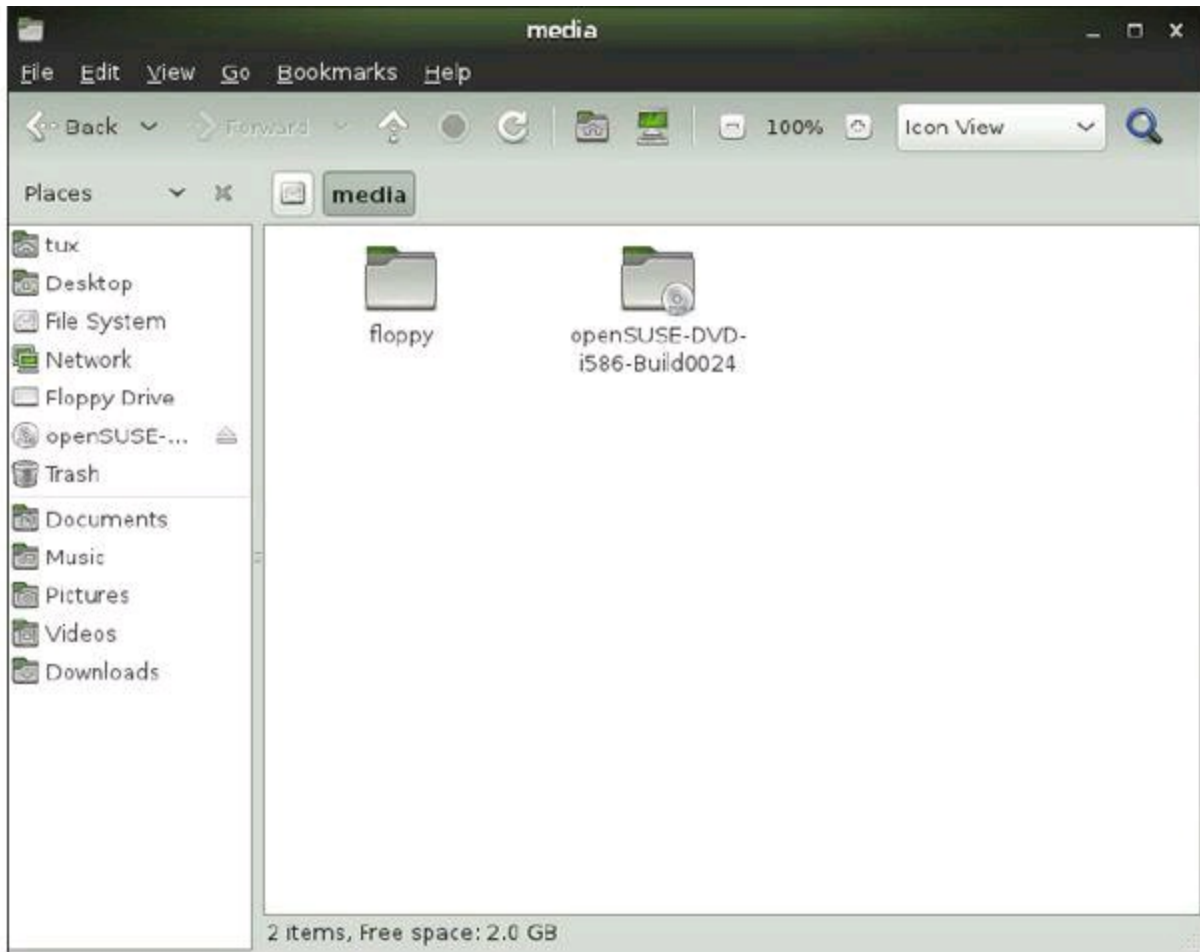 media
File Edit View Go Bookmarks Help
Back Forward 100% Icon View
Places media
tux
Desktop
File System
Network
Floppy Drive
openSUSE-...
Trash
Documents
Music
Pictures
Videos
Downloads
floppy
openSUSE-DVD-
i586-Build0024
2 items, Free space: 2.0 GB